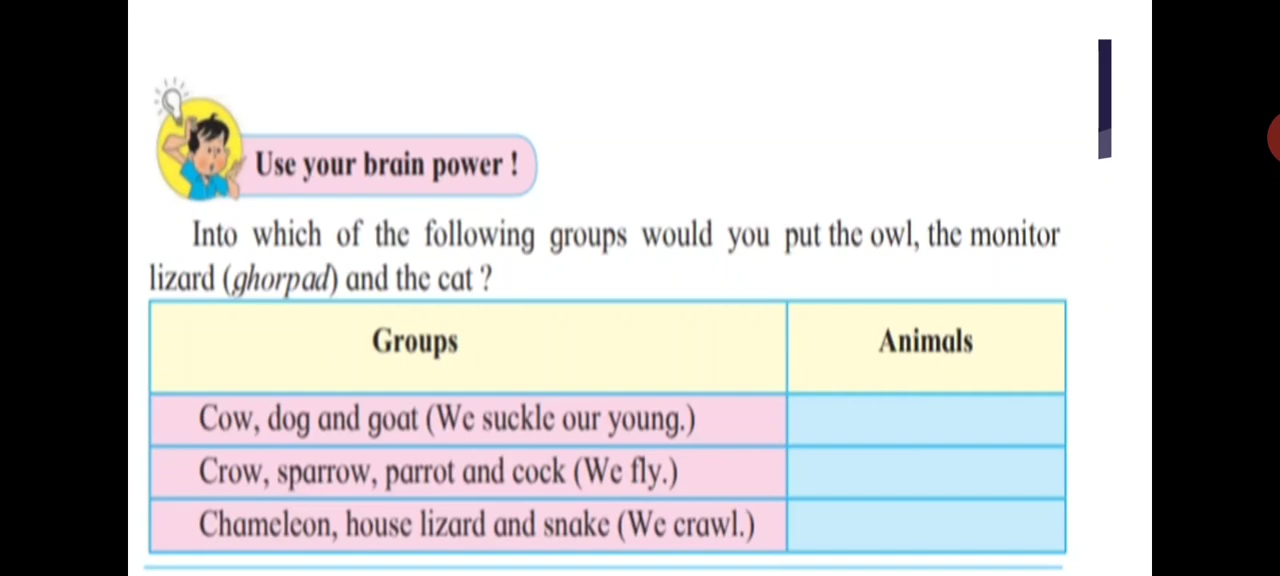 Use your brain power !
Into which of the following groups would you put the owl, the monitor
lizard (ghorpad) and the cat ?
Groups Animals
Cow, dog and goat (We suckle our young.)
Crow, sparrow, parrot and cock (We fly.)
Chameleon, house lizard and snake (We crawl.)